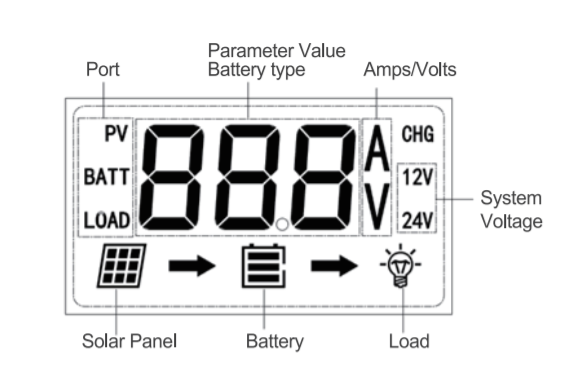 Parameter Value
Port Battery type Amps/Volts
PV 888 A CHG
BATT 12V
LOAD . V 24V
System
Voltage
Solar Panel Battery Load